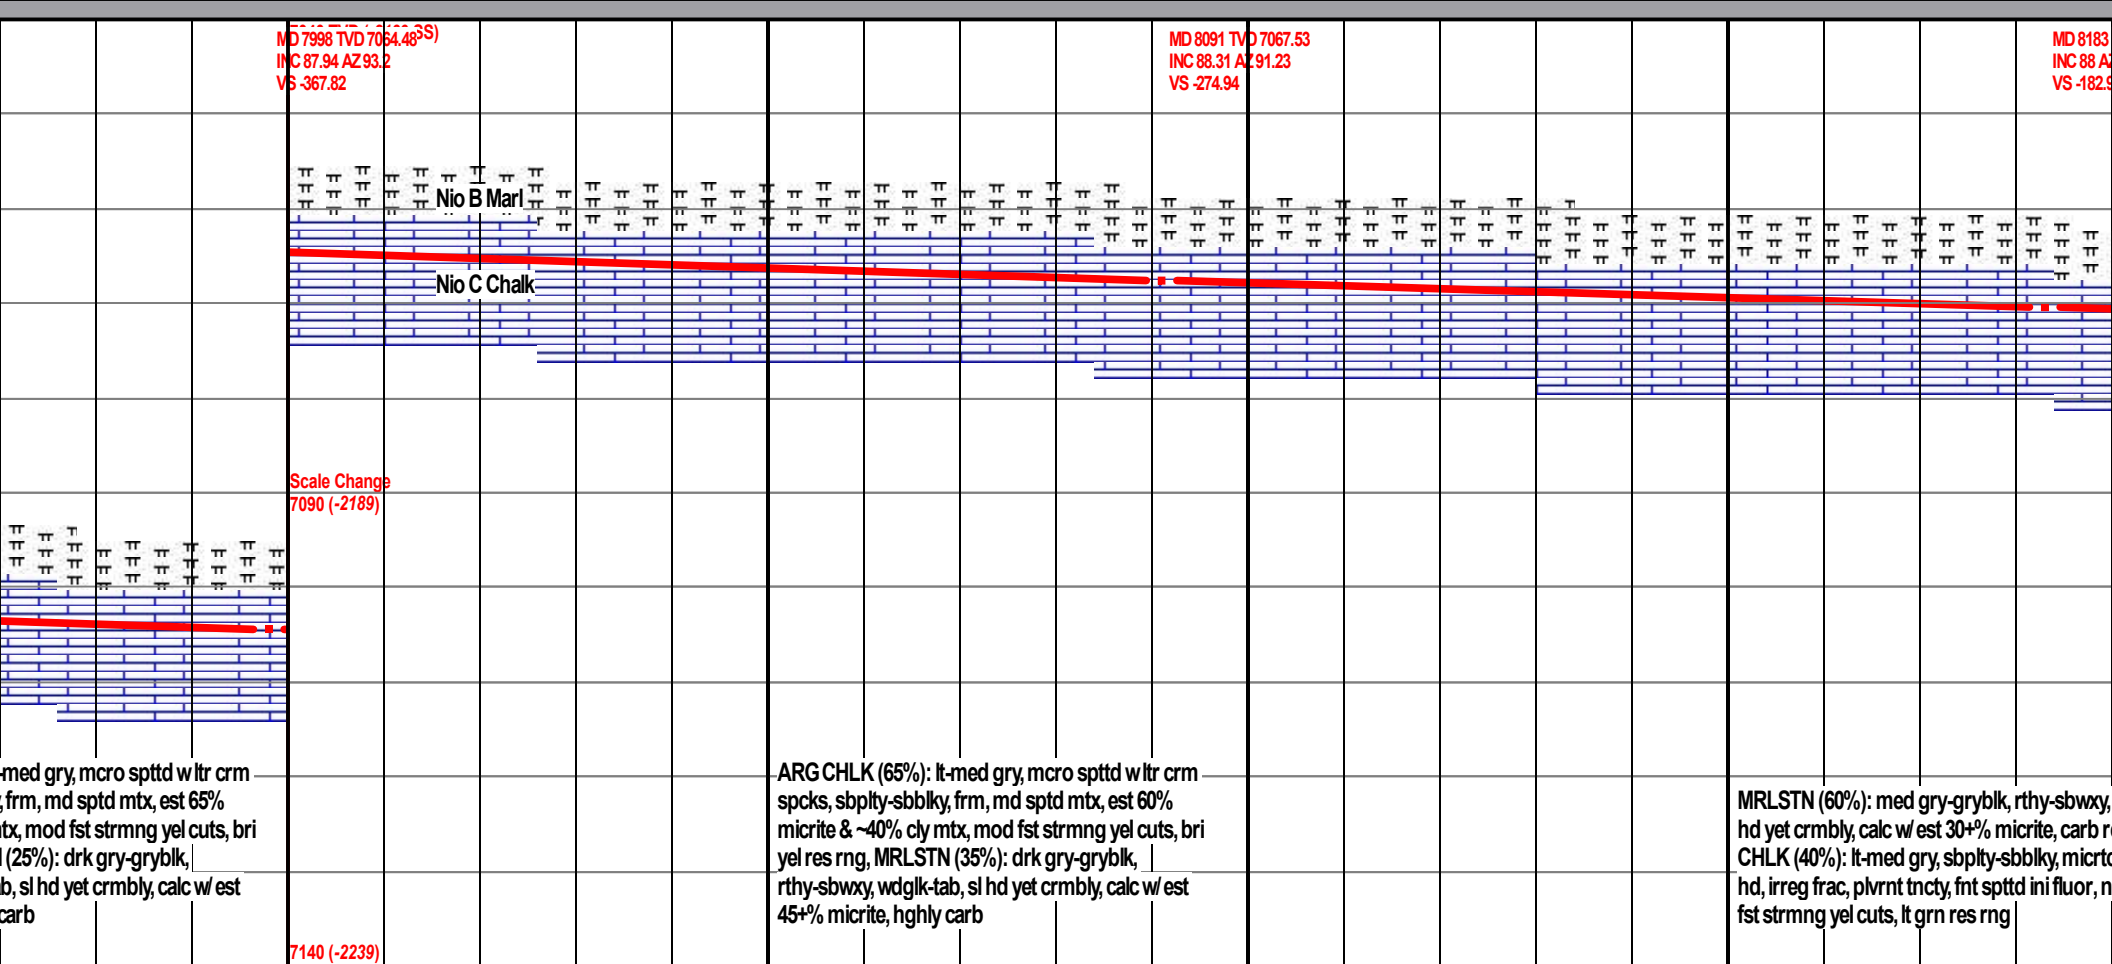 MD 7998 TVD 7064.48 SS)
INC 87.94 AZ 93.2
VS -367.82
MD 8091 TVD 7067.53
INC 88.31 AZ 91.23
VS -274.94
MD 8183
INC 88 AZ
VS -182.9
Nio B Marl
Nio C Chalk
Scale Change
7090 (-2189)
-med gry, mcro spttd w ltr crm
, frm, md sptd mtx, est 65%
tx, mod fst strmng yel cuts, bri
(25%): drk gry-gryblk,
b, sl hd yet crmbly, calc w/ est
carb
ARG CHLK (65%): lt-med gry, mcro spttd w ltr crm
spcks, sbplty-sbblky, frm, md sptd mtx, est 60%
micrite & ~40% cly mtx, mod fst strmng yel cuts, bri
yel res rng, MRLSTN (35%): drk gry-gryblk,
rthy-sbwxy, wdglk-tab, sl hd yet crmbly, calc w/ est
45+% micrite, hghly carb
MRLSTN (60%): med gry-gryblk, rthy-sbwxy,
hd yet crmbly, calc w/ est 30+% micrite, carb r
CHLK (40%): lt-med gry, sbplty-sbblky, micrt
hd, irreg frac, plvrnt tncty, fnt spttd ini fluor, n
fst strmng yel cuts, lt grn res rng
7140 (-2239)